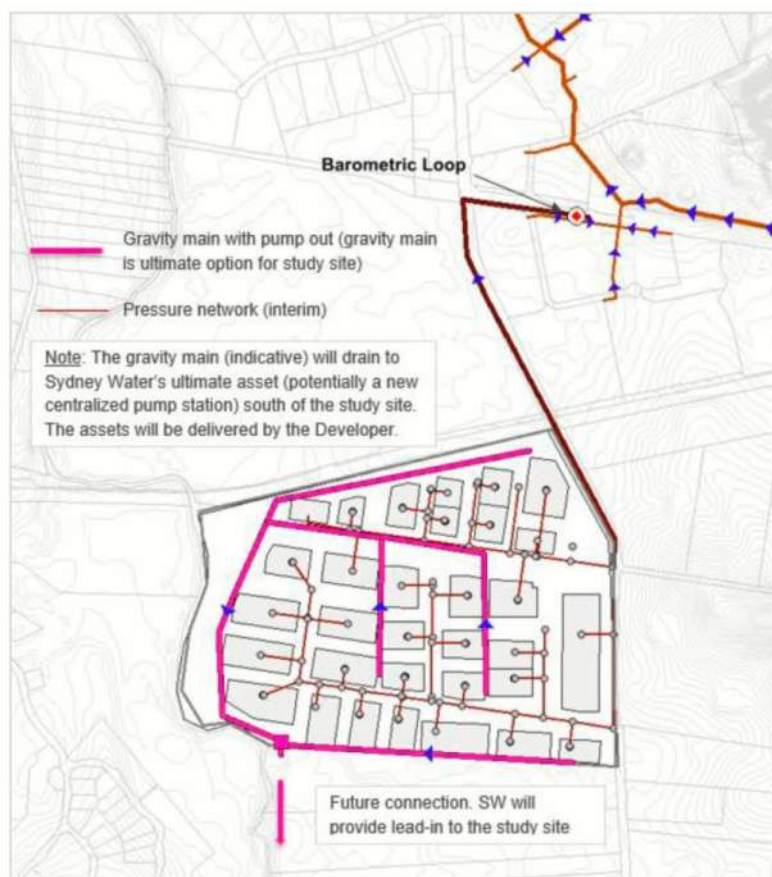 Barometric Loop
Gravity main with pump out (gravity main
is ultimate option for study site)
Pressure network (interim)
Note: The gravity main (indicative) will drain to
Sydney Water's ultimate asset (potentially a new
centralized pump station) south of the study site.
The assets will be delivered by the Developer.
Future connection. SW will
provide lead-in to the study site